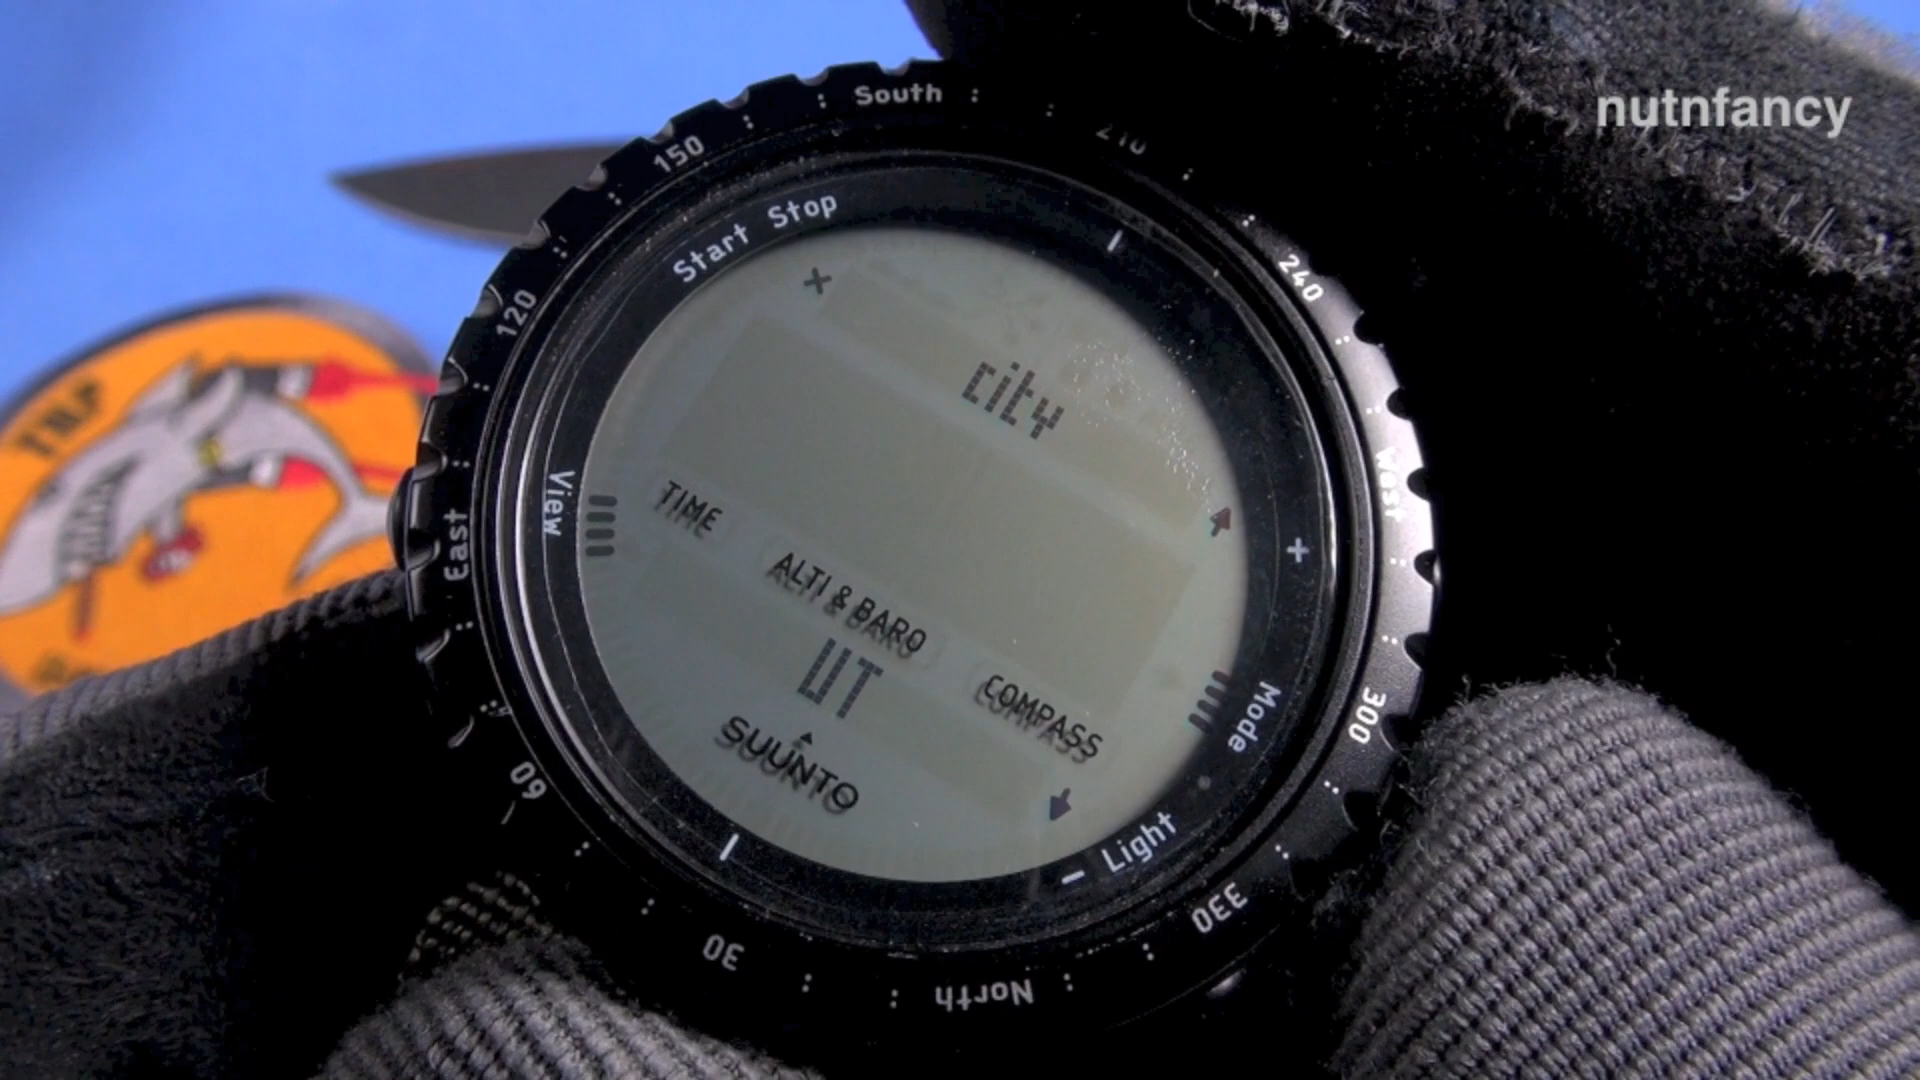 nutnfancy
South
150
210
Start Stop
240
120
city
TNP
View
West
TIME
East
ALTI & BARO
UT
COMPASS
Mode
300
SUUNTO
60
Light
330
30
North